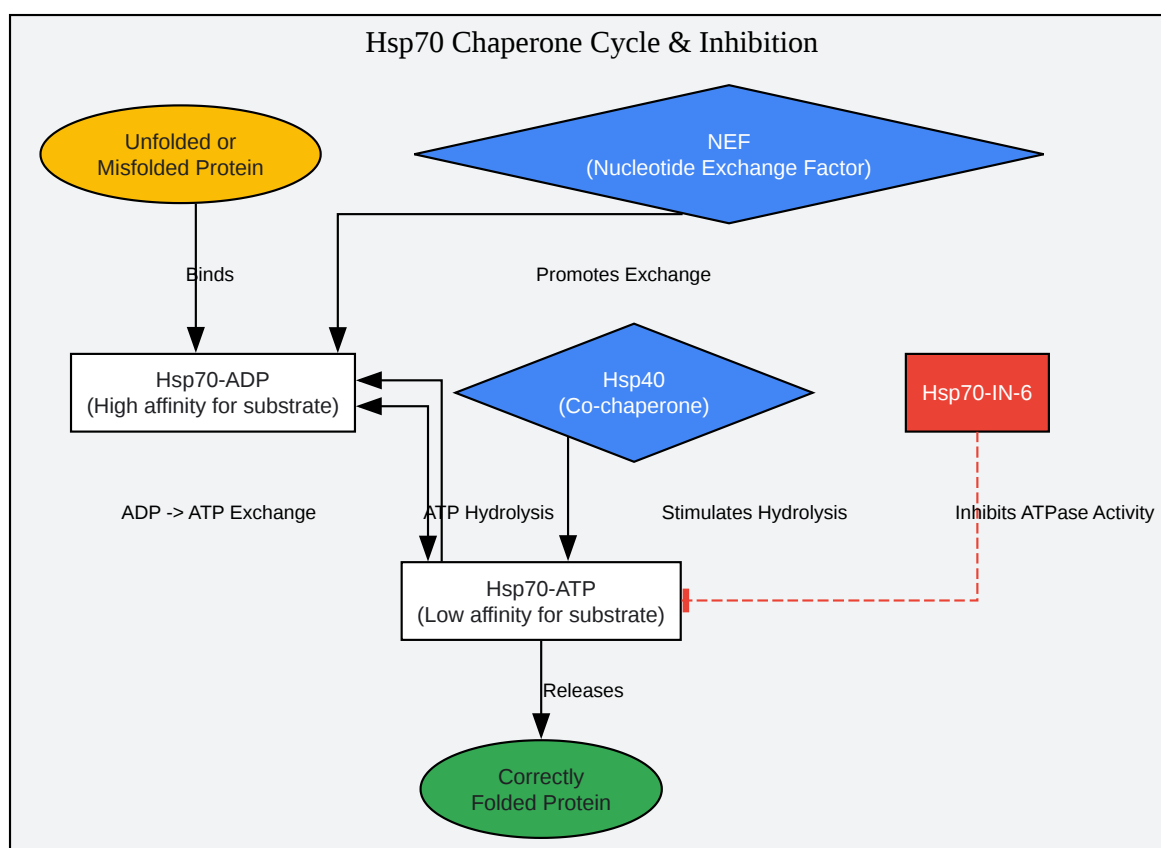 Hsp70 Chaperone Cycle & Inhibition
Unfolded or
Misfolded Protein
NEF
(Nucleotide Exchange Factor)
Binds
Promotes Exchange
Hsp70-ADP
(High affinity for substrate)
Hsp40
(Co-chaperone)
Hsp70-IN-6
ADP -> ATP Exchange
ATP Hydrolysis
Stimulates Hydrolysis
Inhibits ATPase Activity
Hsp70-ATP
(Low affinity for substrate)
Releases
Correctly
Folded Protein